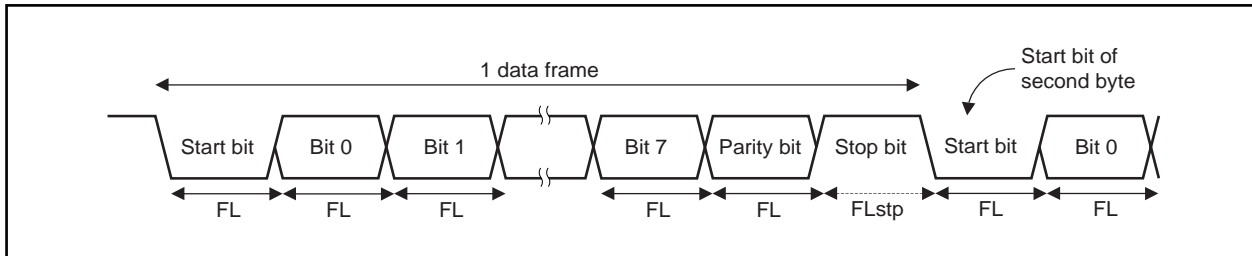 1 data frame
Start bit of
second byte
Start bit
Bit 0
Bit 1
Bit 7
Parity bit
Stop bit
Start bit
Bit 0
FL
FL
FL
FL
FL
FLstp
FL
FL